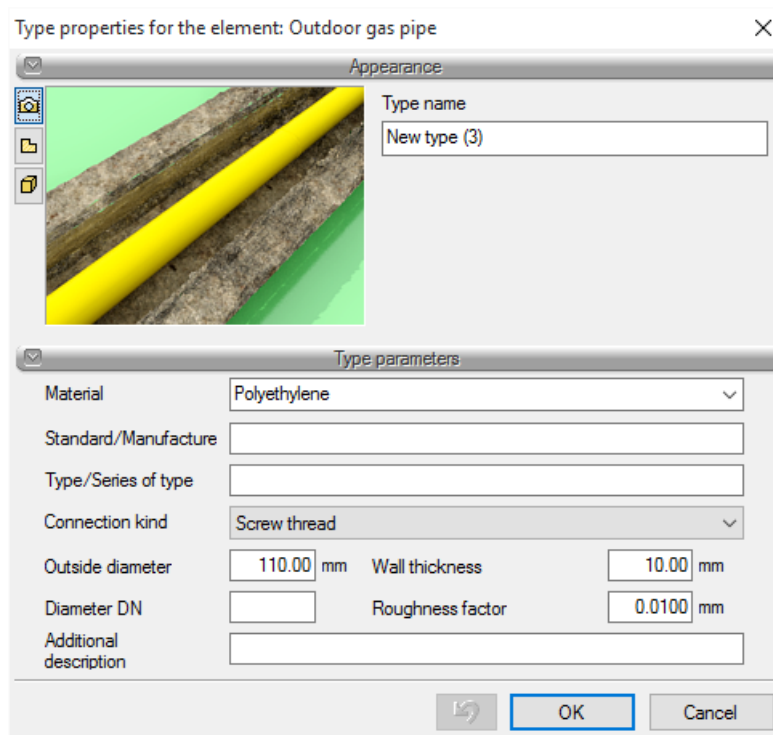 Type properties for the element: Outdoor gas pipe
Appearance
Type name
New type (3)
Type parameters
Material Polyethylene
Standard/Manufacture
Type/Series of type
Connection kind Screw thread
Outside diameter 110.00 mm Wall thickness 10.00 mm
Diameter DN Roughness factor 0.0100 mm
Additional
description
OK Cancel